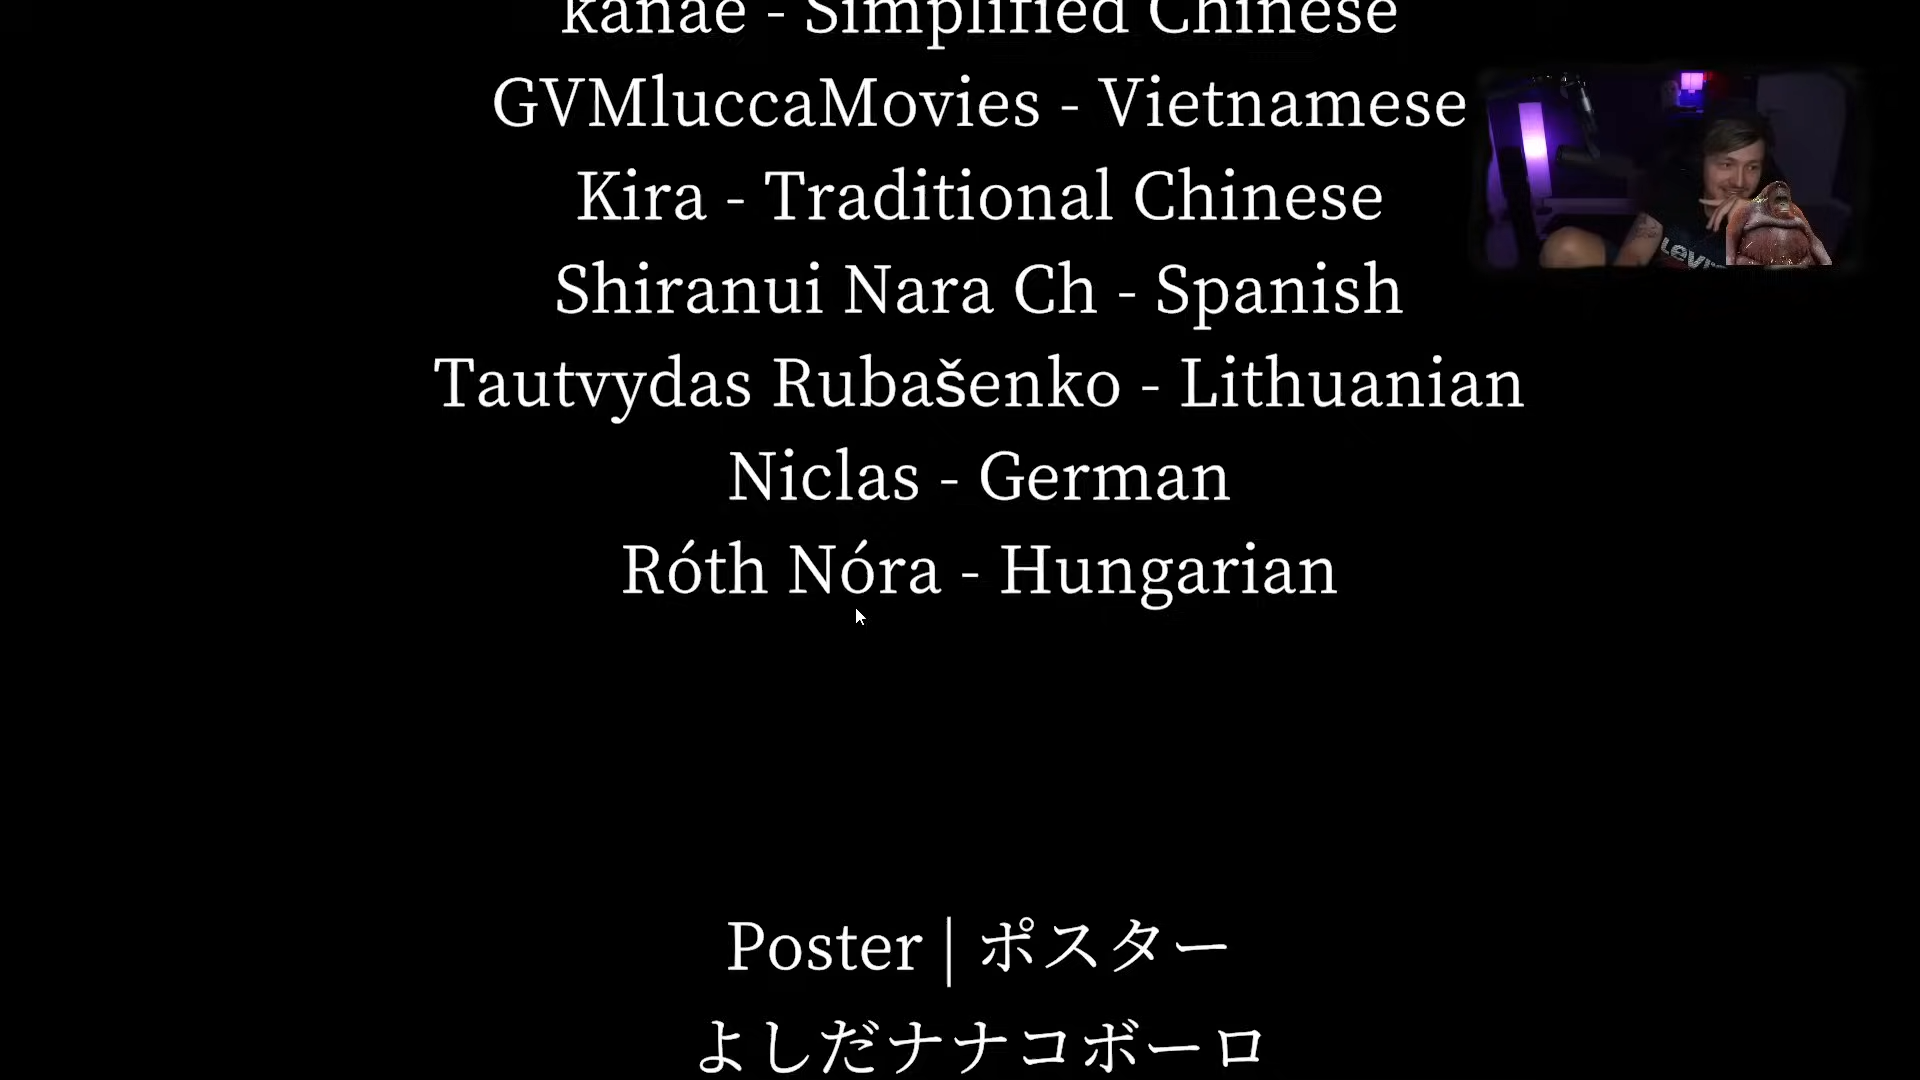 kanae - Simplified Chinese
GVMluccaMovies - Vietnamese
Kira - Traditional Chinese
Shiranui Nara Ch - Spanish
Tautvydas Rubašenko - Lithuanian
Niclas - German
Róth Nóra - Hungarian
Poster | ポスター
よしだナナコボーロ